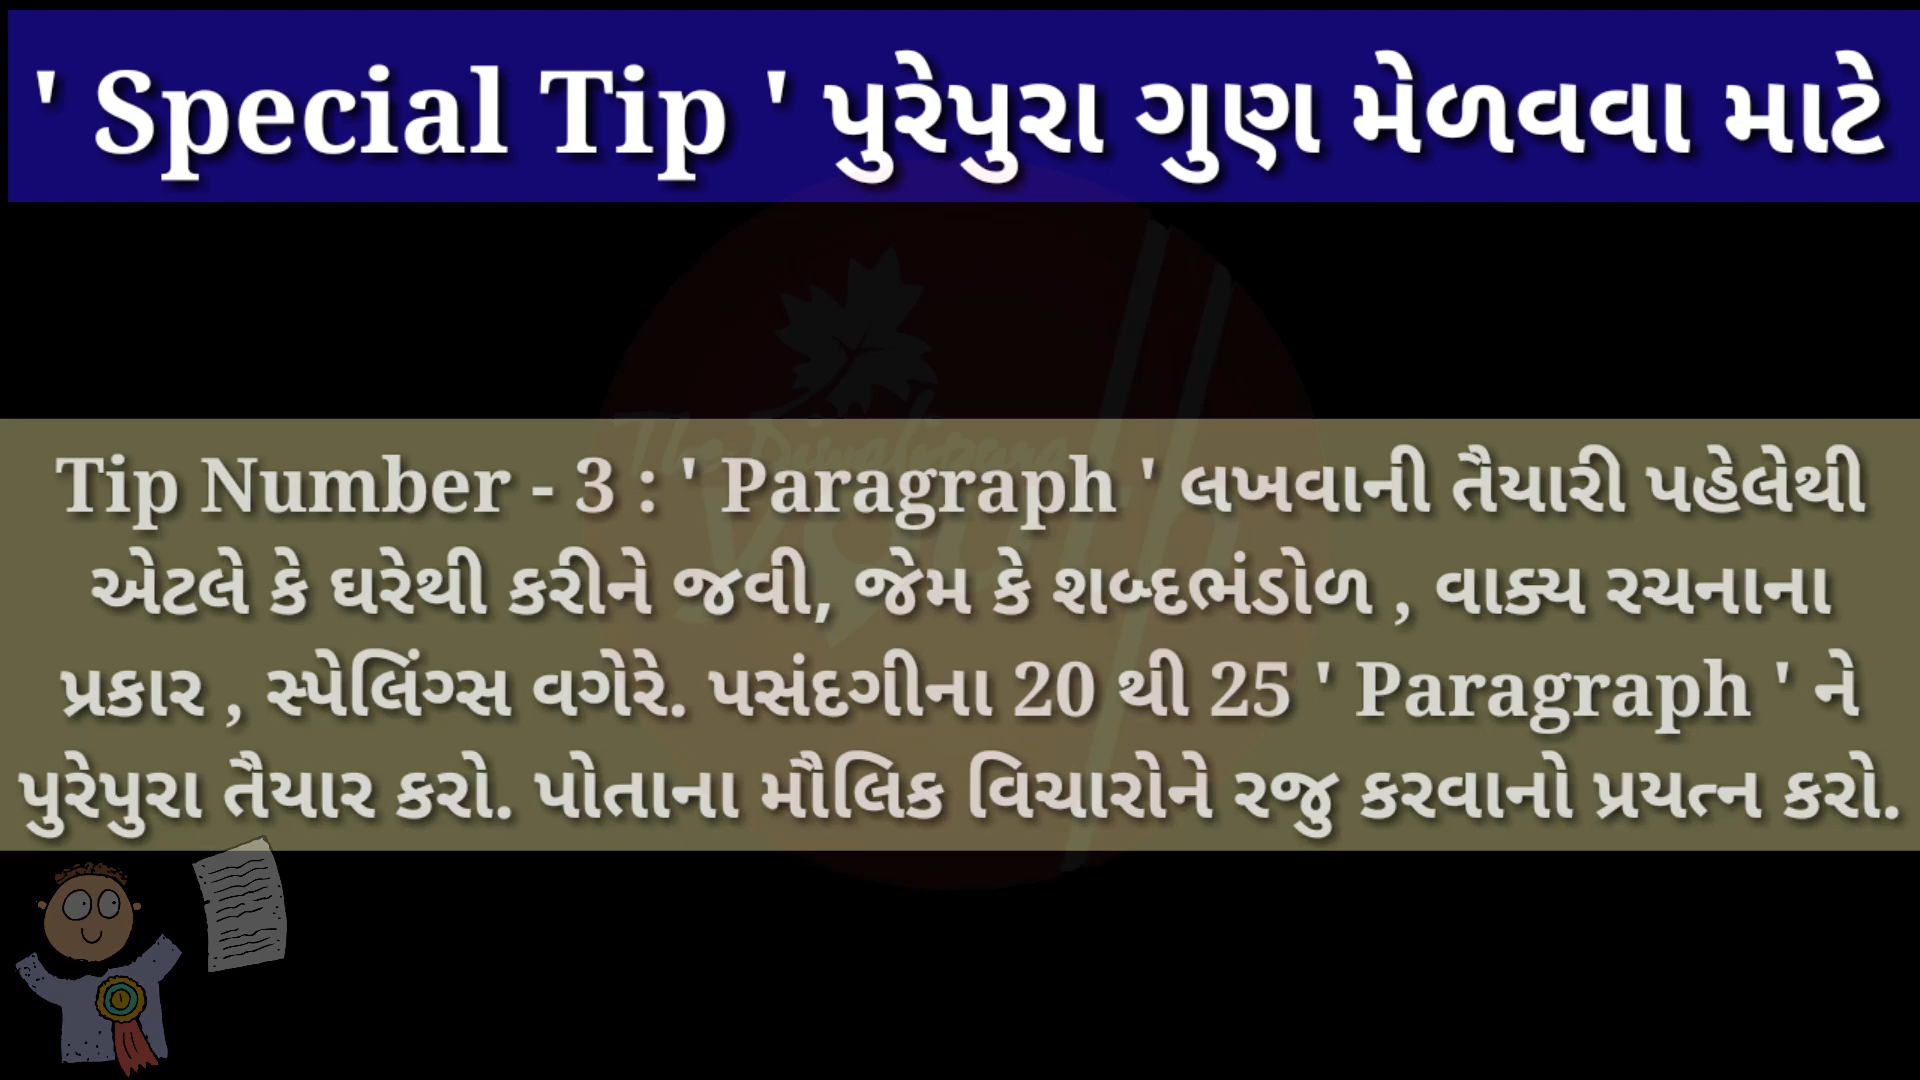 ' Special Tip ' પુરેપુરા ગુણ મેળવવા માટે
Tip Number - 3 : ' Paragraph ' લખવાની તૈયારી પહેલેથી
એટલે કે ઘરેથી કરીને જવી, જેમ કે શબ્દભંડોળ , વાક્ય રચનાના
પ્રકાર , સ્પેલિંગ્સ વગેરે. પસંદગીના 20 થી 25 ' Paragraph ' ને
પુરેપુરા તૈયાર કરો. પોતાના મૌલિક વિચારોને રજુ કરવાનો પ્રયત્ન કરો.